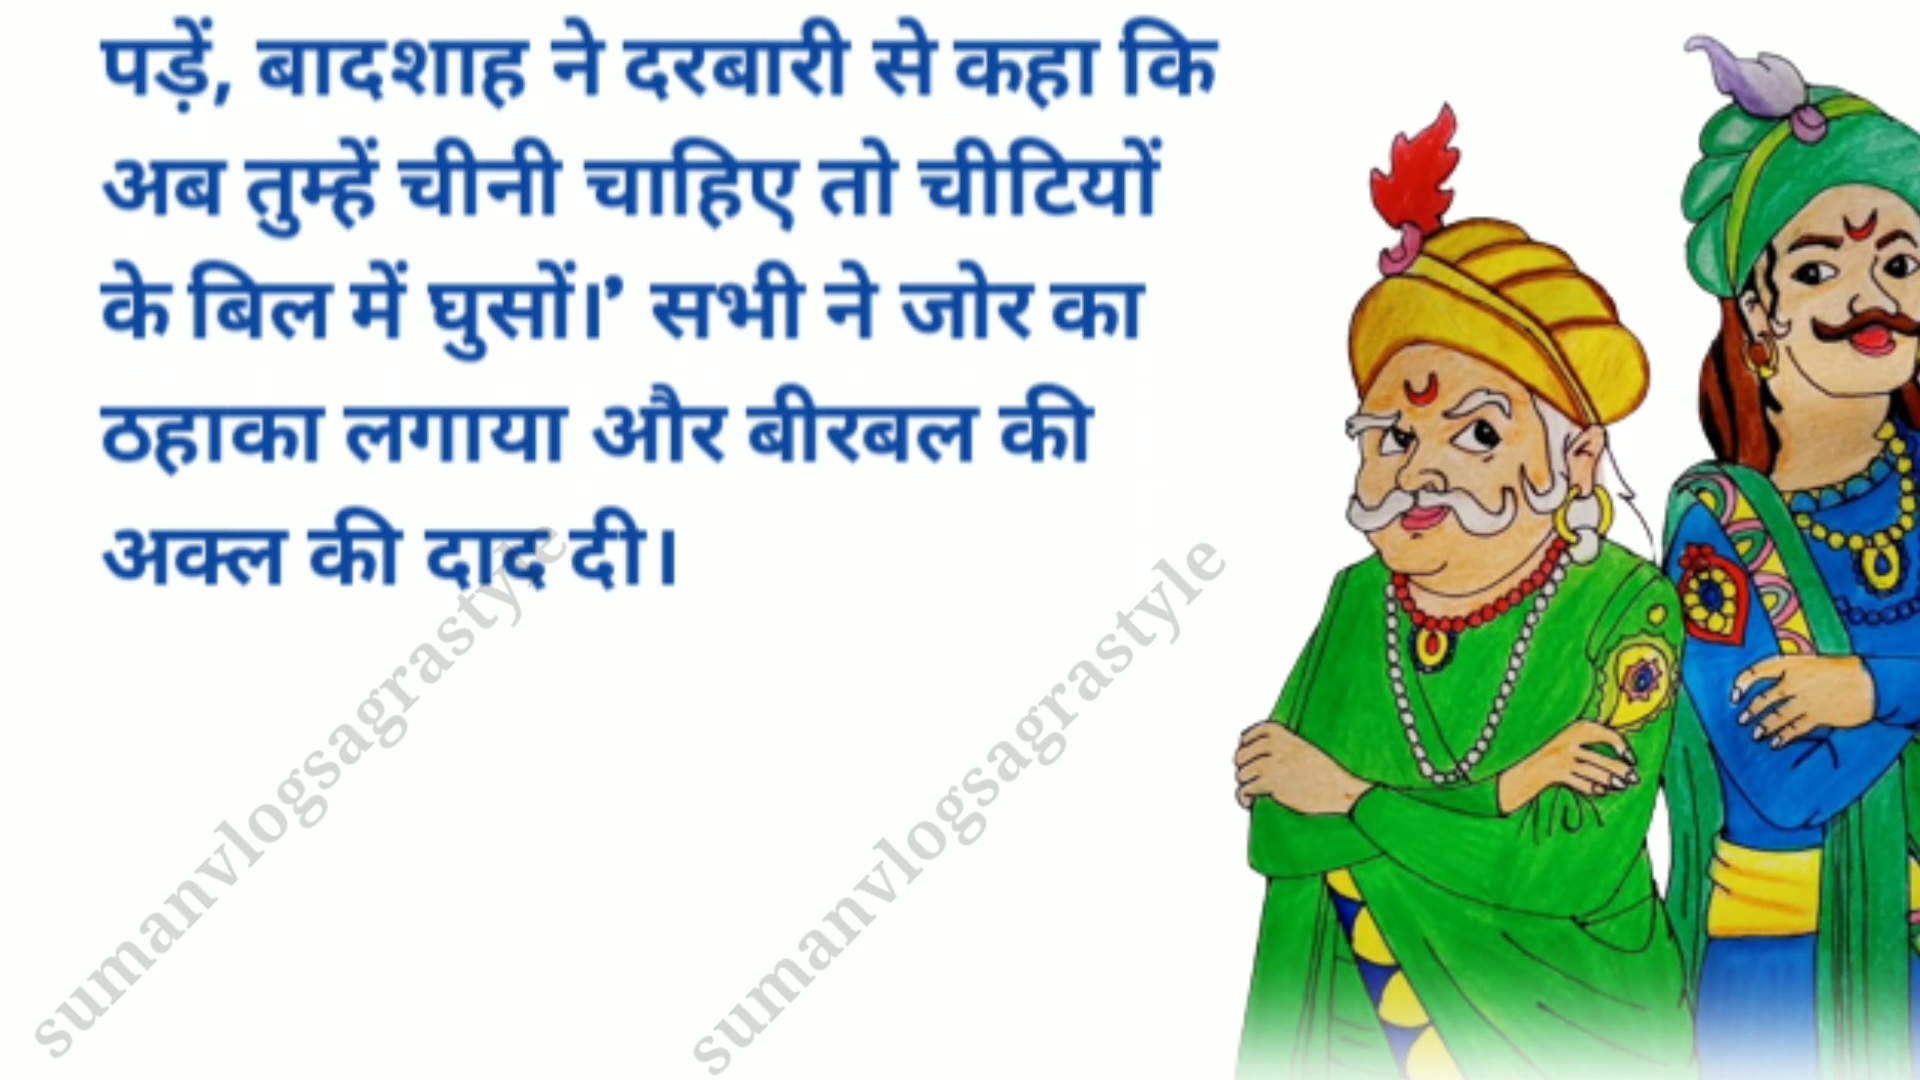 पड़ें, बादशाह ने दरबारी से कहा कि
अब तुम्हें चीनी चाहिए तो चीटियों
के बिल में घुसों।’ सभी ने जोर का
ठहाका लगाया और बीरबल की
अक्ल की दाद दी।
sumanvlogsagrastyle
sumanvlogsagrastyle